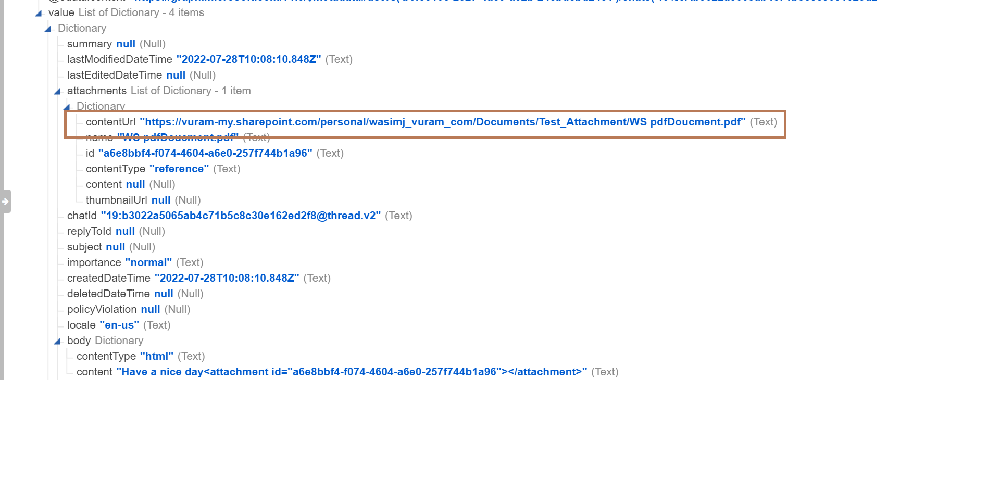 value List of Dictionary - 4 items
Dictionary
summary null (Null)
lastModifiedDateTime "2022-07-28T10:08:10.848Z" (Text)
lastEditedDateTime null (Null)
attachments List of Dictionary - 1 item
Dictionary
contentUrl "https://vuram-my.sharepoint.com/personal/wasimj_vuram_com/Documents/Test_Attachment/WS pdfDoucment.pdf" (Text)
name "WS pdfDoucment.pdf" (Text)
id "a6e8bbf4-f074-4604-a6e0-257f744b1a96" (Text)
contentType "reference" (Text)
content null (Null)
thumbnailUrl null (Null)
chatId "19:b3022a5065ab4c71b5c8c30e162ed2f8@thread.v2" (Text)
replyToId null (Null)
subject null (Null)
importance "normal" (Text)
createdDateTime "2022-07-28T10:08:10.848Z" (Text)
deletedDateTime null (Null)
policyViolation null (Null)
locale "en-us" (Text)
body Dictionary
contentType "html" (Text)
content "Have a nice day<attachment id="a6e8bbf4-f074-4604-a6e0-257f744b1a96"></attachment>" (Text)